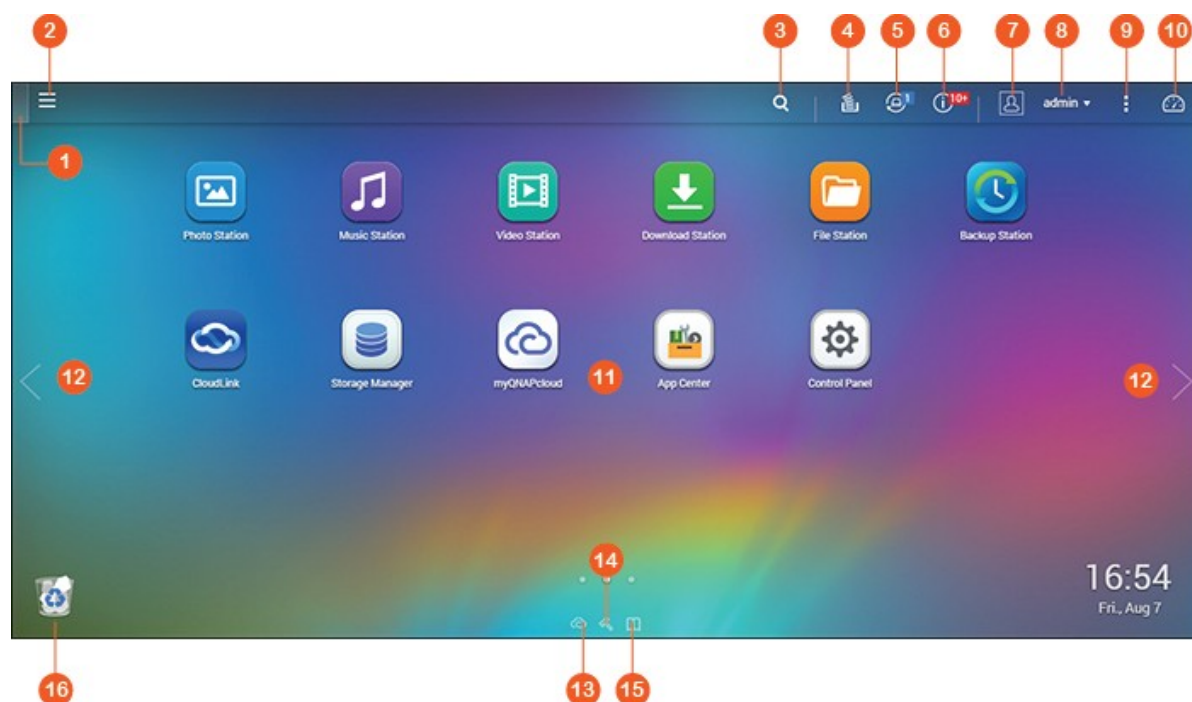 2
3
4
5
6
7
8
9
10
1
10+
admin
1
Photo Station
Music Station
Video Station
Download Station
File Station
Backup Station
12
11
12
CloudLink
Storage Manager
myQNAPcloud
App Center
Control Panel
14
16:54
Fri., Aug 7
16
13
15